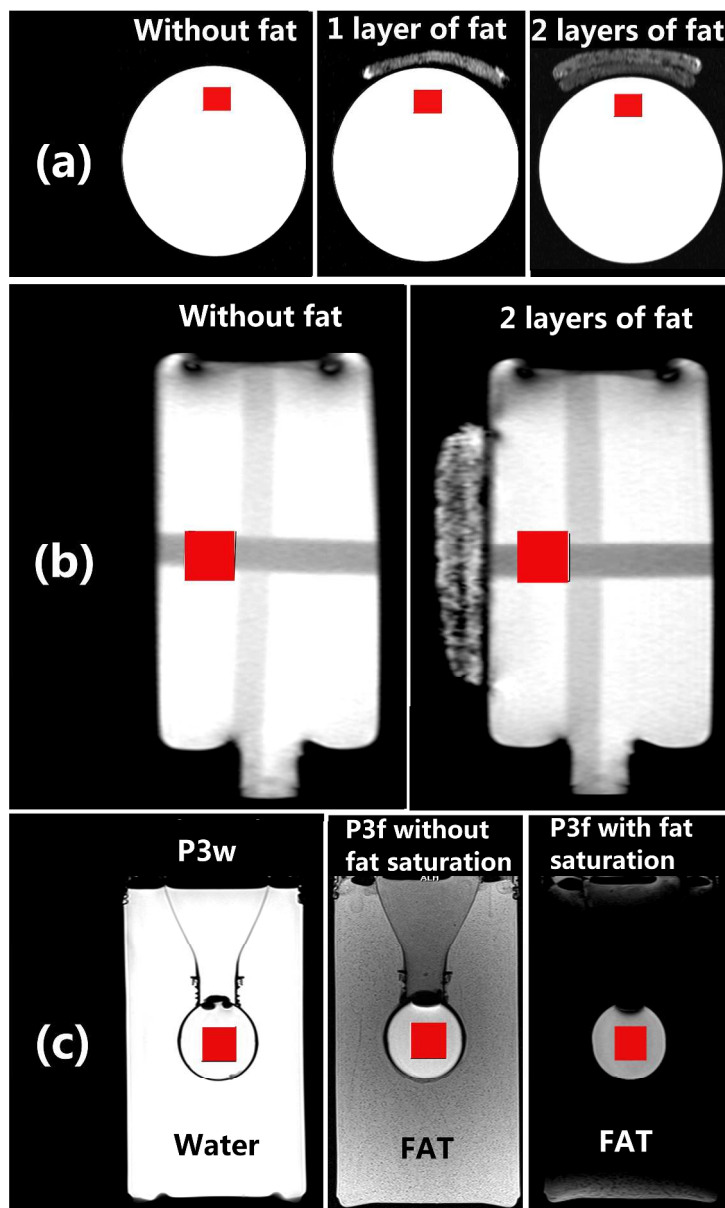 Without fat
1 layer of fat
2 layers of fat
(a)
Without fat
2 layers of fat
(b)
P3w
P3f without
fat saturation
P3f with fat
saturation
(c)
Water
FAT
FAT